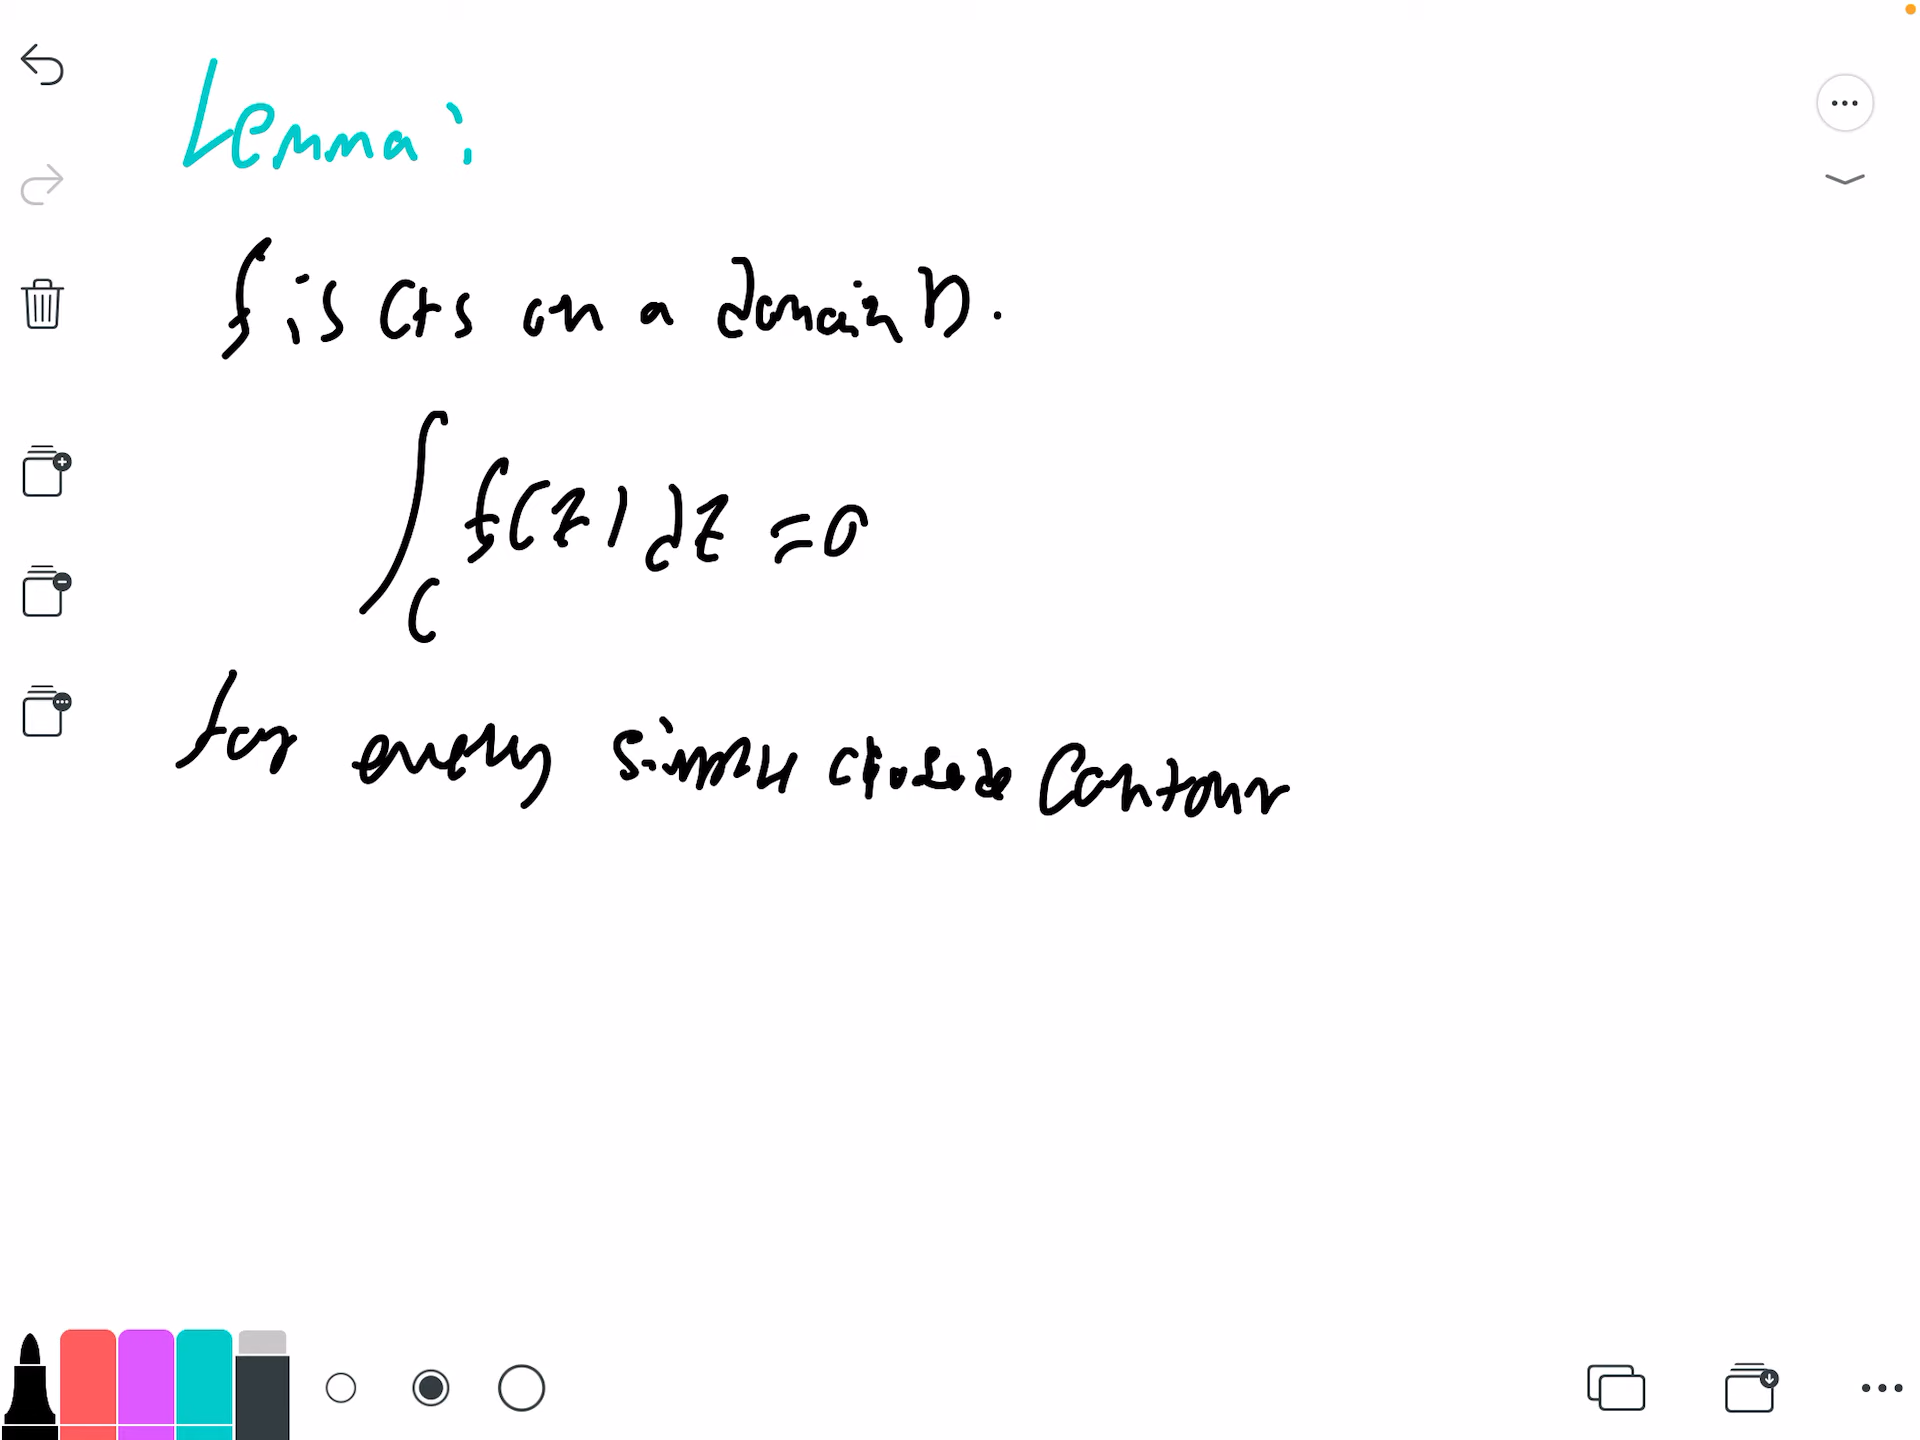 Lemma:
f is cts on a domain D.
∫_C f(z) dz = 0
for every simple closed contour